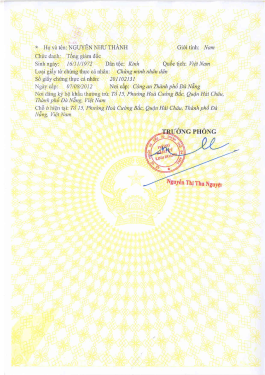 * Họ và tên: NGUYỄN NHƯ THÀNH Giới tính: Nam
Chức danh: Tổng giám đốc
Sinh ngày: 16/11/1972 Dân tộc: Kinh Quốc tịch: Việt Nam
Loại giấy tờ chứng thực cá nhân: Chứng minh nhân dân
Số giấy chứng thực cá nhân: 201102151
Ngày cấp: 07/09/2012 Nơi cấp: Công an Thành phố Đà Nẵng
Nơi đăng ký hộ khẩu thường trú: Tổ 15, Phường Hoà Cường Bắc, Quận Hải Châu,
Thành phố Đà Nẵng, Việt Nam
Chỗ ở hiện tại: Tổ 15, Phường Hoà Cường Bắc, Quận Hải Châu, Thành phố Đà
Nẵng, Việt Nam
TRƯỞNG PHÒNG
Nguyễn Thị Thu Nguyệt